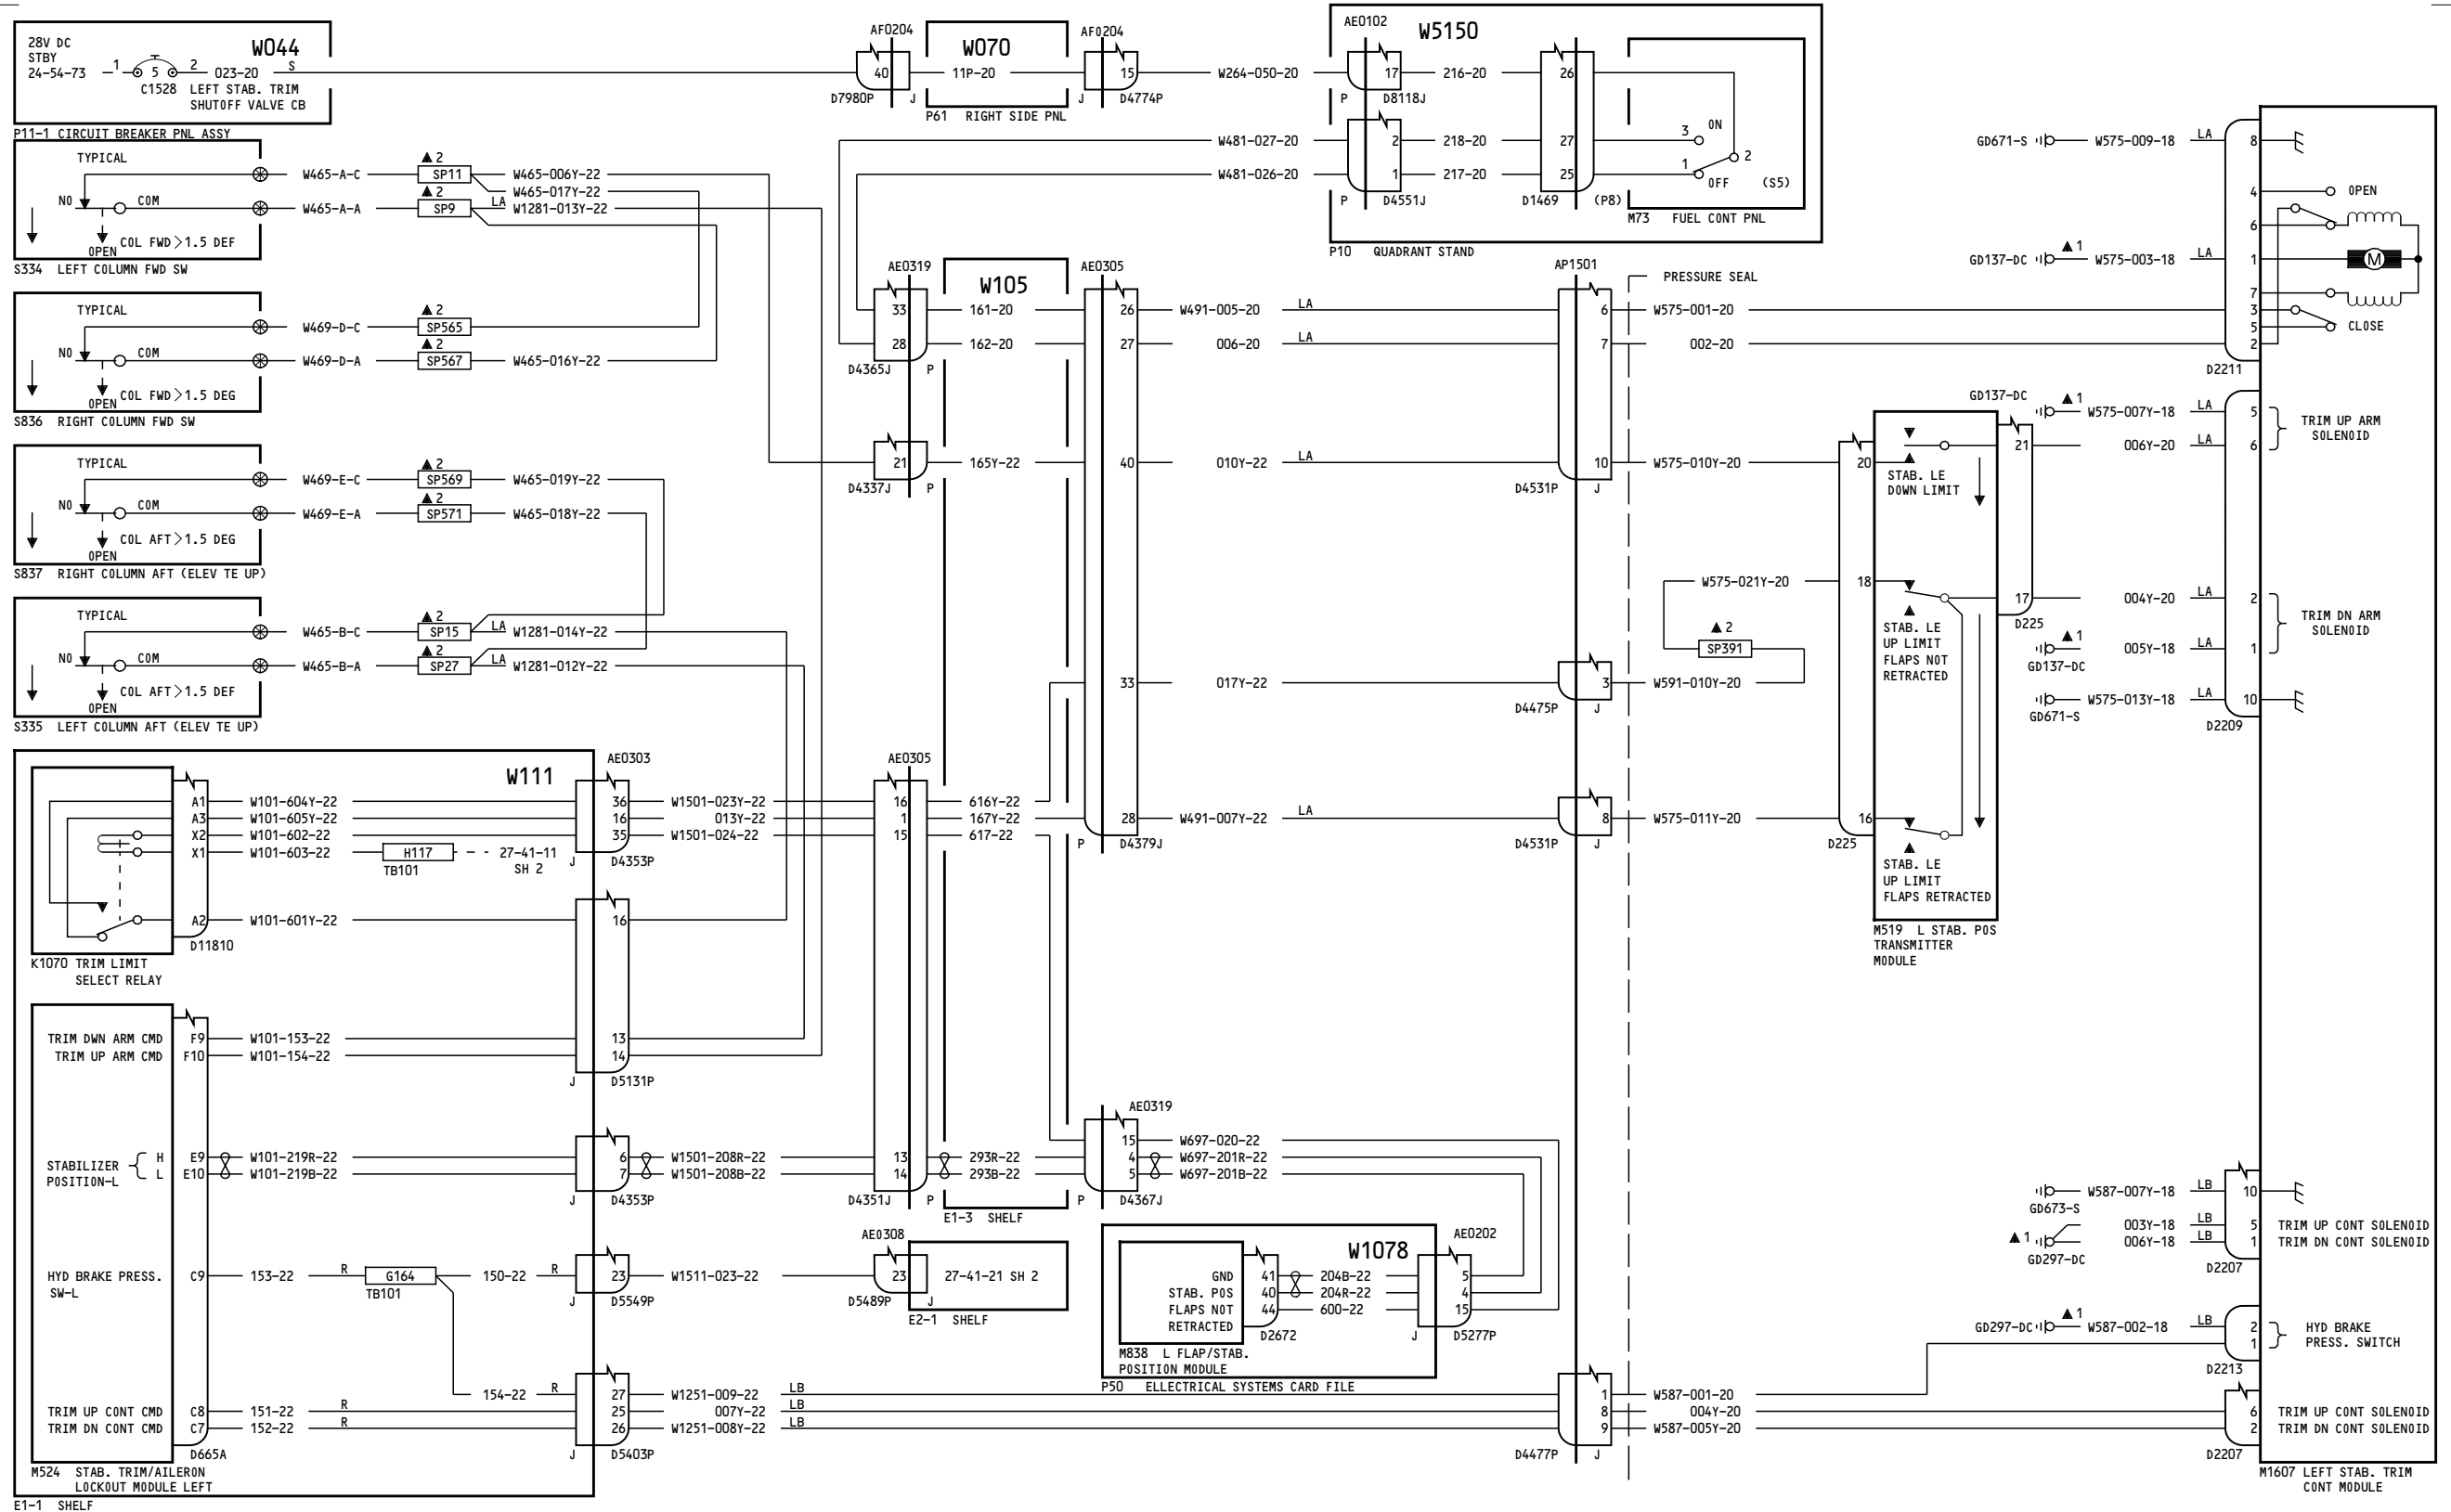 28V DC
STBY
24-54-73
1
5
2
023-20
S
W044
C1528
LEFT STAB. TRIM
SHUTOFF VALVE CB
P11-1 CIRCUIT BREAKER PNL ASSY
AF0204
40
D7980P
J
W070
11P-20
P61 RIGHT SIDE PNL
AF0204
15
J
D4774P
W264-050-20
AE0102
W5150
17
216-20
26
P
D8118J
W481-027-20
2
218-20
27
W481-026-20
1
217-20
25
P
D4551J
D1469
(P8)
3
ON
2
1
OFF
(S5)
M73 FUEL CONT PNL
P10 QUADRANT STAND
TYPICAL
NO
COM
OPEN
COL FWD>1.5 DEF
S334 LEFT COLUMN FWD SW
W465-A-C
▲ 2
SP11
W465-006Y-22
W465-017Y-22
W465-A-A
▲ 2
SP9
LA
W1281-013Y-22
TYPICAL
NO
COM
OPEN
COL FWD>1.5 DEG
S836 RIGHT COLUMN FWD SW
W469-D-C
▲ 2
SP565
W469-D-A
▲ 2
SP567
W465-016Y-22
TYPICAL
NO
COM
OPEN
COL AFT>1.5 DEG
S837 RIGHT COLUMN AFT (ELEV TE UP)
W469-E-C
▲ 2
SP569
W465-019Y-22
W469-E-A
▲ 2
SP571
W465-018Y-22
TYPICAL
NO
COM
OPEN
COL AFT>1.5 DEF
S335 LEFT COLUMN AFT (ELEV TE UP)
W465-B-C
▲ 2
SP15
LA
W1281-014Y-22
W465-B-A
▲ 2
SP27
LA
W1281-012Y-22
AE0319
33
28
D4365J
P
21
D4337J
P
W105
161-20
162-20
165Y-22
AE0305
26
27
40
33
28
P
D4379J
W491-005-20
LA
006-20
LA
010Y-22
LA
017Y-22
W491-007Y-22
LA
AP1501
PRESSURE SEAL
6
W575-001-20
7
002-20
10
W575-010Y-20
D4531P
J
W575-021Y-20
▲ 2
SP391
3
W591-010Y-20
D4475P
J
8
W575-011Y-20
D4531P
J
20
STAB. LE
DOWN LIMIT
21
18
17
D225
STAB. LE
UP LIMIT
FLAPS NOT
RETRACTED
16
D225
STAB. LE
UP LIMIT
FLAPS RETRACTED
M519 L STAB. POS
TRANSMITTER
MODULE
GD671-S
W575-009-18
LA
8
4
OPEN
6
GD137-DC
▲ 1
W575-003-18
LA
1
M
7
3
5
CLOSE
2
D2211
GD137-DC
▲ 1
W575-007Y-18
LA
5
006Y-20
LA
6
TRIM UP ARM
SOLENOID
004Y-20
LA
2
▲ 1
GD137-DC
005Y-18
LA
1
TRIM DN ARM
SOLENOID
W575-013Y-18
LA
10
GD671-S
D2209
W111
A1
W101-604Y-22
A3
W101-605Y-22
X2
W101-602-22
X1
W101-603-22
H117
TB101
27-41-11
SH 2
A2
W101-601Y-22
D11810
K1070 TRIM LIMIT
SELECT RELAY
AE0303
36
16
35
J
D4353P
W1501-023Y-22
013Y-22
W1501-024-22
16
13
14
J
D5131P
AE0305
16
1
15
616Y-22
167Y-22
617-22
TRIM DWN ARM CMD
F9
W101-153-22
TRIM UP ARM CMD
F10
W101-154-22
STABILIZER
POSITION-L
H
L
E9
W101-219R-22
E10
W101-219B-22
6
7
J
D4353P
W1501-208R-22
W1501-208B-22
13
14
D4351J
P
293R-22
293B-22
E1-3 SHELF
AE0319
15
4
5
P
D4367J
W697-020-22
W697-201R-22
W697-201B-22
HYD BRAKE PRESS.
SW-L
C9
153-22
R
G164
TB101
150-22
R
23
J
D5549P
W1511-023-22
AE0308
23
D5489P
J
27-41-21 SH 2
E2-1 SHELF
W1078
AE0202
GND
41
204B-22
5
STAB. POS
40
204R-22
4
FLAPS NOT
RETRACTED
44
600-22
15
D2672
J
D5277P
M838 L FLAP/STAB.
POSITION MODULE
P50 ELLECTRICAL SYSTEMS CARD FILE
154-22
R
27
W1251-009-22
LB
TRIM UP CONT CMD
C8
151-22
R
25
007Y-22
LB
TRIM DN CONT CMD
C7
152-22
R
26
W1251-008Y-22
LB
D665A
J
D5403P
M524 STAB. TRIM/AILERON
LOCKOUT MODULE LEFT
E1-1 SHELF
1
W587-001-20
8
004Y-20
9
W587-005Y-20
D4477P
J
W587-007Y-18
LB
10
GD673-S
003Y-18
LB
5
TRIM UP CONT SOLENOID
▲ 1
006Y-18
LB
1
TRIM DN CONT SOLENOID
GD297-DC
D2207
▲ 1
GD297-DC
W587-002-18
LB
2
1
HYD BRAKE
PRESS. SWITCH
D2213
6
TRIM UP CONT SOLENOID
2
TRIM DN CONT SOLENOID
D2207
M1607 LEFT STAB. TRIM
CONT MODULE